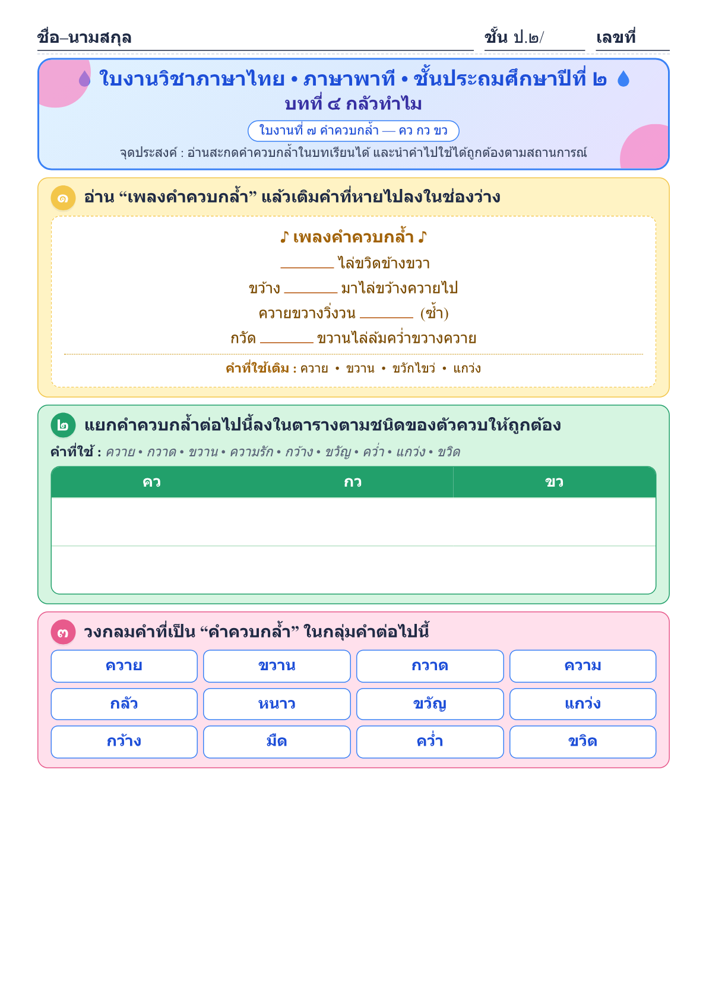 ชื่อ–นามสกุล ชั้น ป.๒/ เลขที่
ใบงานวิชาภาษาไทย • ภาษาพาที • ชั้นประถมศึกษาปีที่ ๒
บทที่ ๔ กลัวทำไม
ใบงานที่ ๗ คำควบกล้ำ — คว กว ขว
จุดประสงค์ : อ่านสะกดคำควบกล้ำในบทเรียนได้ และนำคำไปใช้ได้ถูกต้องตามสถานการณ์
๑ อ่าน “เพลงคำควบกล้ำ” แล้วเติมคำที่หายไปลงในช่องว่าง
♪ เพลงคำควบกล้ำ ♪
________ ไล่ขวิดข้างขวา
ขว้าง ________ มาไล่ขว้างควายไป
ควายขวางวิ่งวน ________ (ซ้ำ)
กวัด ________ ขวานไล่ล้มคว่ำขวางควาย
คำที่ใช้เติม : ควาย • ขวาน • ขวักไขว่ • แกว่ง
๒ แยกคำควบกล้ำต่อไปนี้ลงในตารางตามชนิดของตัวควบให้ถูกต้อง
คำที่ใช้ : ควาย • กวาด • ขวาน • ความรัก • กว้าง • ขวัญ • คว่ำ • แกว่ง • ขวิด
คว กว ขว
๓ วงกลมคำที่เป็น “คำควบกล้ำ” ในกลุ่มคำต่อไปนี้
ควาย ขวาน กวาด ความ
กลัว หนาว ขวัญ แกว่ง
กว้าง มืด คว่ำ ขวิด